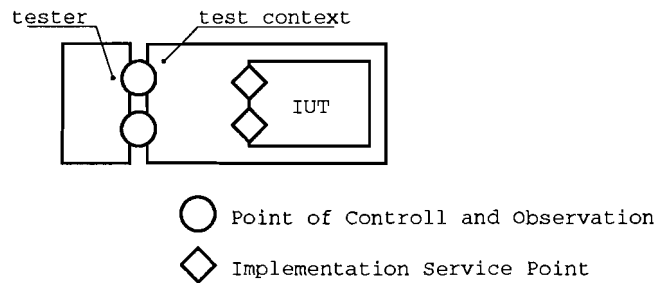 tester
test context
IUT
Point of Controll and Observation
Implementation Service Point